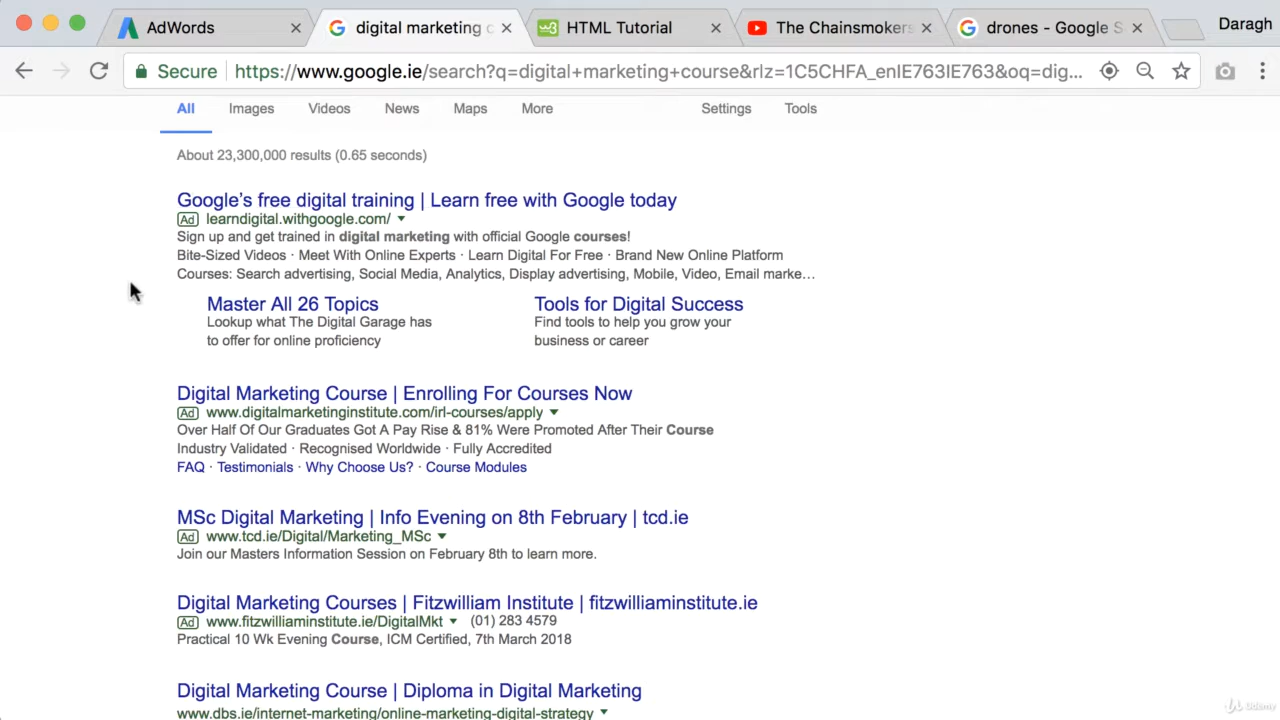 AdWords
digital marketing c
HTML Tutorial
The Chainsmokers
drones - Google S
Daragh
Secure
https://www.google.ie/search?q=digital+marketing+course&rlz=1C5CHFA_enIE763IE763&oq=dig...
All Images Videos News Maps More Settings Tools
About 23,300,000 results (0.65 seconds)
Google's free digital training | Learn free with Google today
Ad learndigital.withgoogle.com/
Sign up and get trained in digital marketing with official Google courses!
Bite-Sized Videos · Meet With Online Experts · Learn Digital For Free · Brand New Online Platform
Courses: Search advertising, Social Media, Analytics, Display advertising, Mobile, Video, Email marke...
Master All 26 Topics
Lookup what The Digital Garage has
to offer for online proficiency
Tools for Digital Success
Find tools to help you grow your
business or career
Digital Marketing Course | Enrolling For Courses Now
Ad www.digitalmarketinginstitute.com/irl-courses/apply
Over Half Of Our Graduates Got A Pay Rise & 81% Were Promoted After Their Course
Industry Validated · Recognised Worldwide · Fully Accredited
FAQ · Testimonials · Why Choose Us? · Course Modules
MSc Digital Marketing | Info Evening on 8th February | tcd.ie
Ad www.tcd.ie/Digital/Marketing_MSc
Join our Masters Information Session on February 8th to learn more.
Digital Marketing Courses | Fitzwilliam Institute | fitzwilliaminstitute.ie
Ad www.fitzwilliaminstitute.ie/DigitalMkt (01) 283 4579
Practical 10 Wk Evening Course, ICM Certified, 7th March 2018
Digital Marketing Course | Diploma in Digital Marketing
www.dbs.ie/internet-marketing/online-marketing-digital-strategy
Udemy